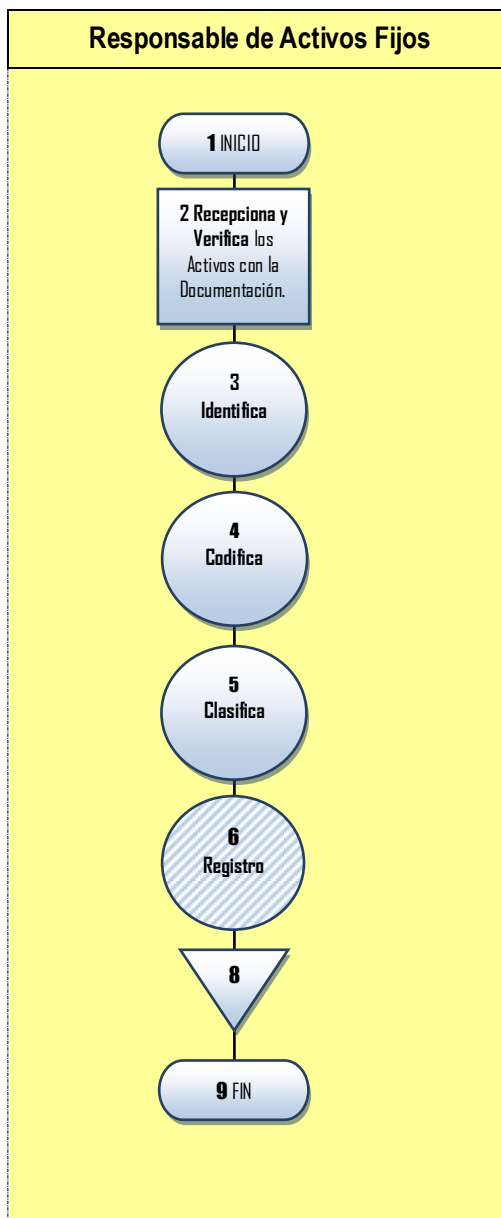 Responsable de Activos Fijos
1 INICIO
2 Recepciona y
Verifica los
Activos con la
Documentación.
3
Identifica
4
Codifica
5
Clasifica
6
Registro
8
9 FIN